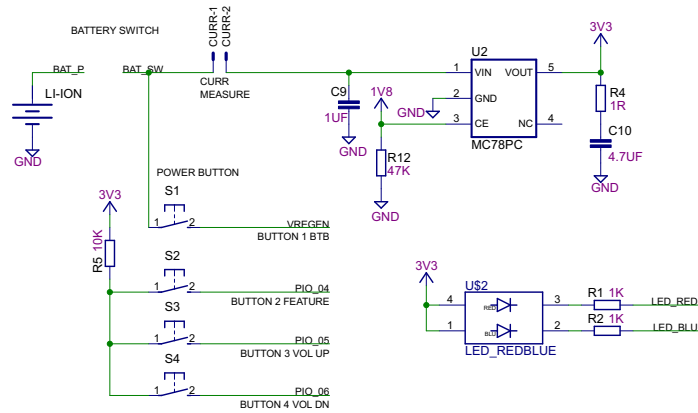 BATTERY SWITCH
CURR-1
CURR-2
3V3
BAT_P
BAT_SW
U2
LI-ION
CURR
MEASURE
C9
1UF
1V8
GND
1 VIN VOUT 5
2 GND
3 CE NC 4
MC78PC
R4
1R
C10
4.7UF
GND
GND
R12
47K
GND
GND
POWER BUTTON
S1
1 2
VREGEN
BUTTON 1 BTB
3V3
R5 10K
S2
1 2
PIO_04
BUTTON 2 FEATURE
S3
1 2
PIO_05
BUTTON 3 VOL UP
S4
1 2
PIO_06
BUTTON 4 VOL DN
3V3
U$2
4 RED 3
R1 1K
LED_RED
1 BLU 2
R2 1K
LED_BLU
LED_REDBLUE